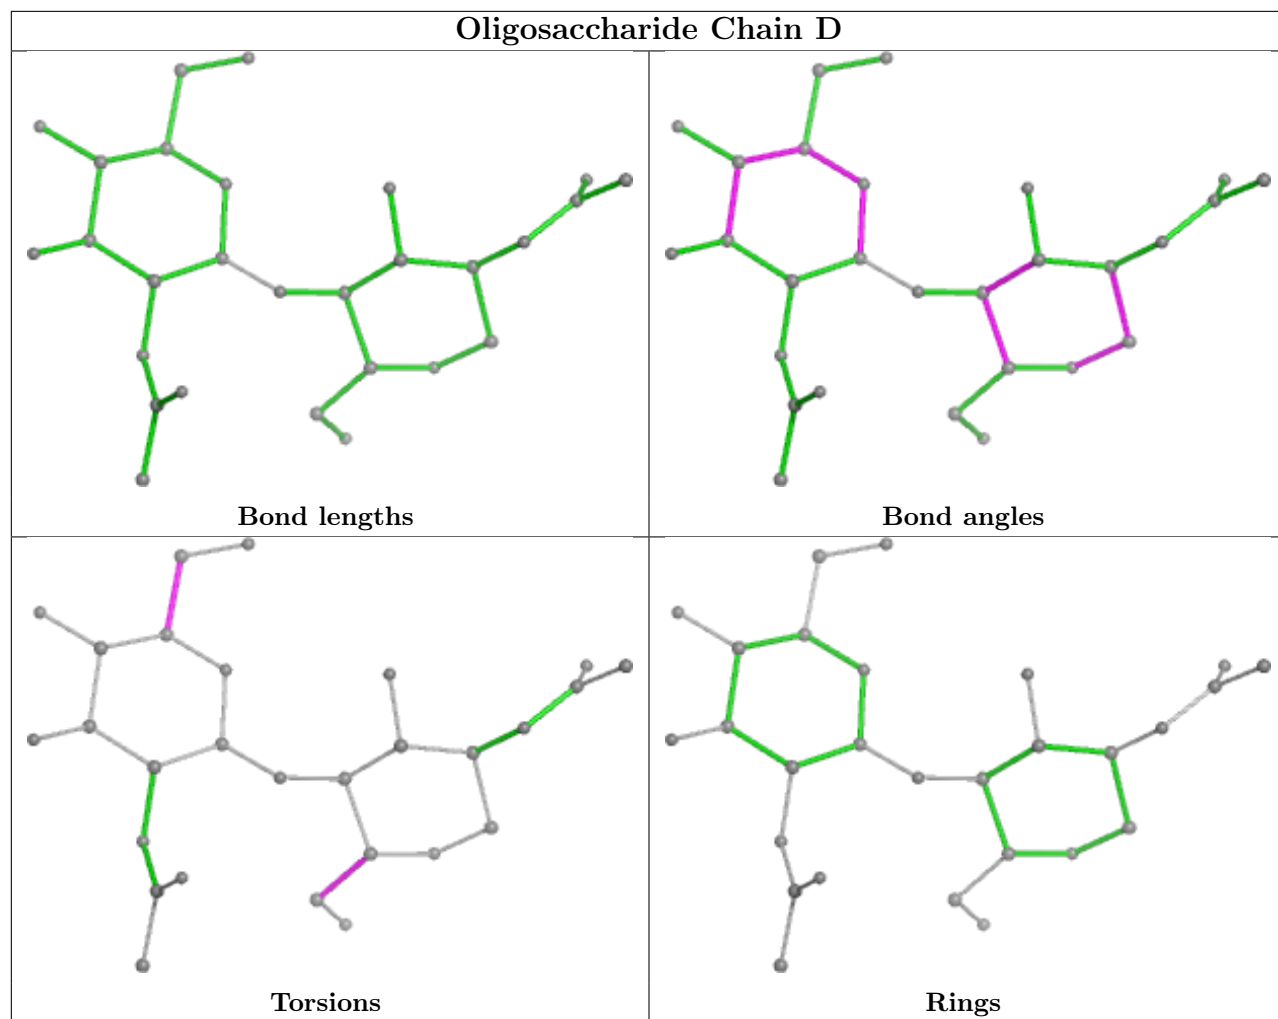 Oligosaccharide Chain D
Bond lengths
Bond angles
Torsions
Rings